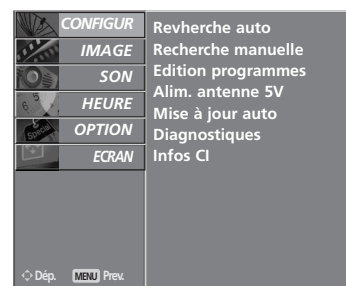 CONFIGUR
IMAGE
SON
HEURE
OPTION
ECRAN
Revherche auto
Recherche manuelle
Edition programmes
Alim. antenne 5V
Mise à jour auto
Diagnostiques
Infos CI
Dép. MENU Prev.